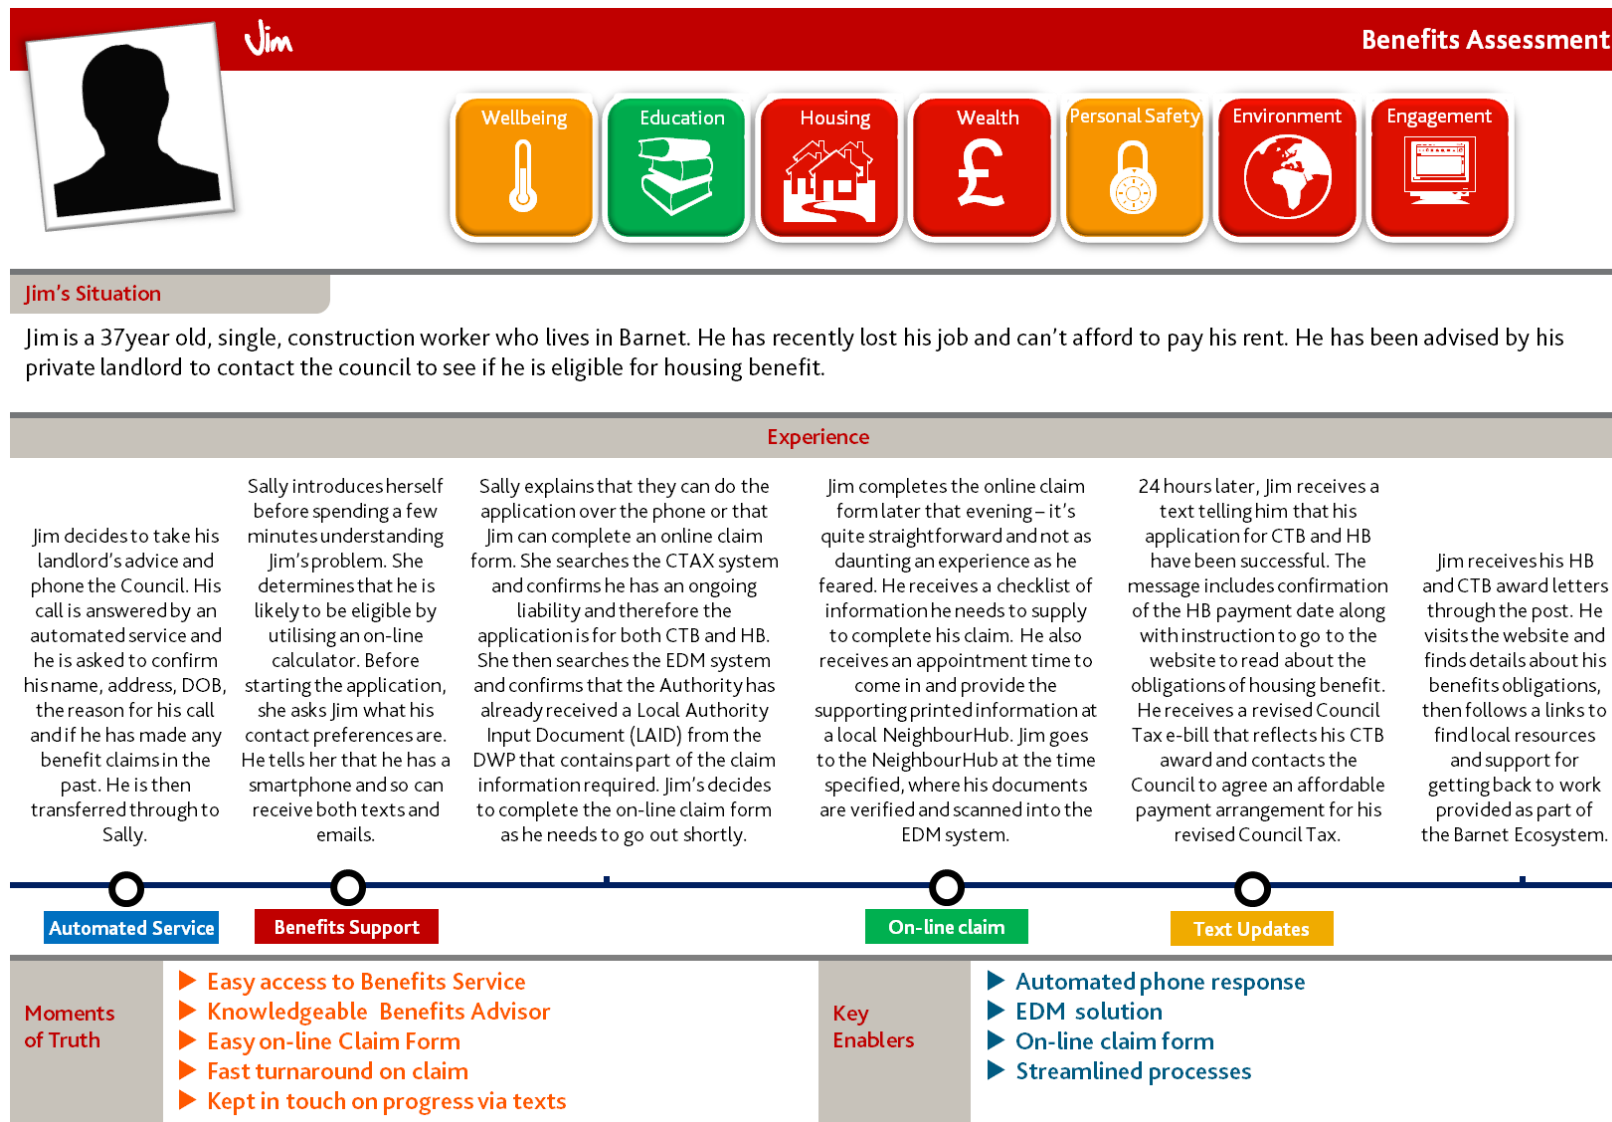 Jim
Benefits Assessment
Wellbeing
Education
Housing
Wealth
£
Personal Safety
Environment
Engagement
Jim's Situation
Jim is a 37year old, single, construction worker who lives in Barnet. He has recently lost his job and can't afford to pay his rent. He has been advised by his
private landlord to contact the council to see if he is eligible for housing benefit.
Experience
Jim decides to take his
landlord's advice and
phone the Council. His
call is answered by an
automated service and
he is asked to confirm
his name, address, DOB,
the reason for his call
and if he has made any
benefit claims in the
past. He is then
transferred through to
Sally.
Sally introduces herself
before spending a few
minutes understanding
Jim's problem. She
determines that he is
likely to be eligible by
utilising an on-line
calculator. Before
starting the application,
she asks Jim what his
contact preferences are.
He tells her that he has a
smartphone and so can
receive both texts and
emails.
Sally explains that they can do the
application over the phone or that
Jim can complete an online claim
form. She searches the CTAX system
and confirms he has an ongoing
liability and therefore the
application is for both CTB and HB.
She then searches the EDM system
and confirms that the Authority has
already received a Local Authority
Input Document (LAID) from the
DWP that contains part of the claim
information required. Jim's decides
to complete the on-line claim form
as he needs to go out shortly.
Jim completes the online claim
form later that evening – it's
quite straightforward and not as
daunting an experience as he
feared. He receives a checklist of
information he needs to supply
to complete his claim. He also
receives an appointment time to
come in and provide the
supporting printed information at
a local NeighbourHub. Jim goes
to the NeighbourHub at the time
specified, where his documents
are verified and scanned into the
EDM system.
24 hours later, Jim receives a
text telling him that his
application for CTB and HB
have been successful. The
message includes confirmation
of the HB payment date along
with instruction to go to the
website to read about the
obligations of housing benefit.
He receives a revised Council
Tax e-bill that reflects his CTB
award and contacts the
Council to agree an affordable
payment arrangement for his
revised Council Tax.
Jim receives his HB
and CTB award letters
through the post. He
visits the website and
finds details about his
benefits obligations,
then follows a links to
find local resources
and support for
getting back to work
provided as part of
the Barnet Ecosystem.
Automated Service
Benefits Support
On-line claim
Text Updates
Moments
of Truth
Easy access to Benefits Service
Knowledgeable Benefits Advisor
Easy on-line Claim Form
Fast turnaround on claim
Kept in touch on progress via texts
Key
Enablers
Automated phone response
EDM solution
On-line claim form
Streamlined processes